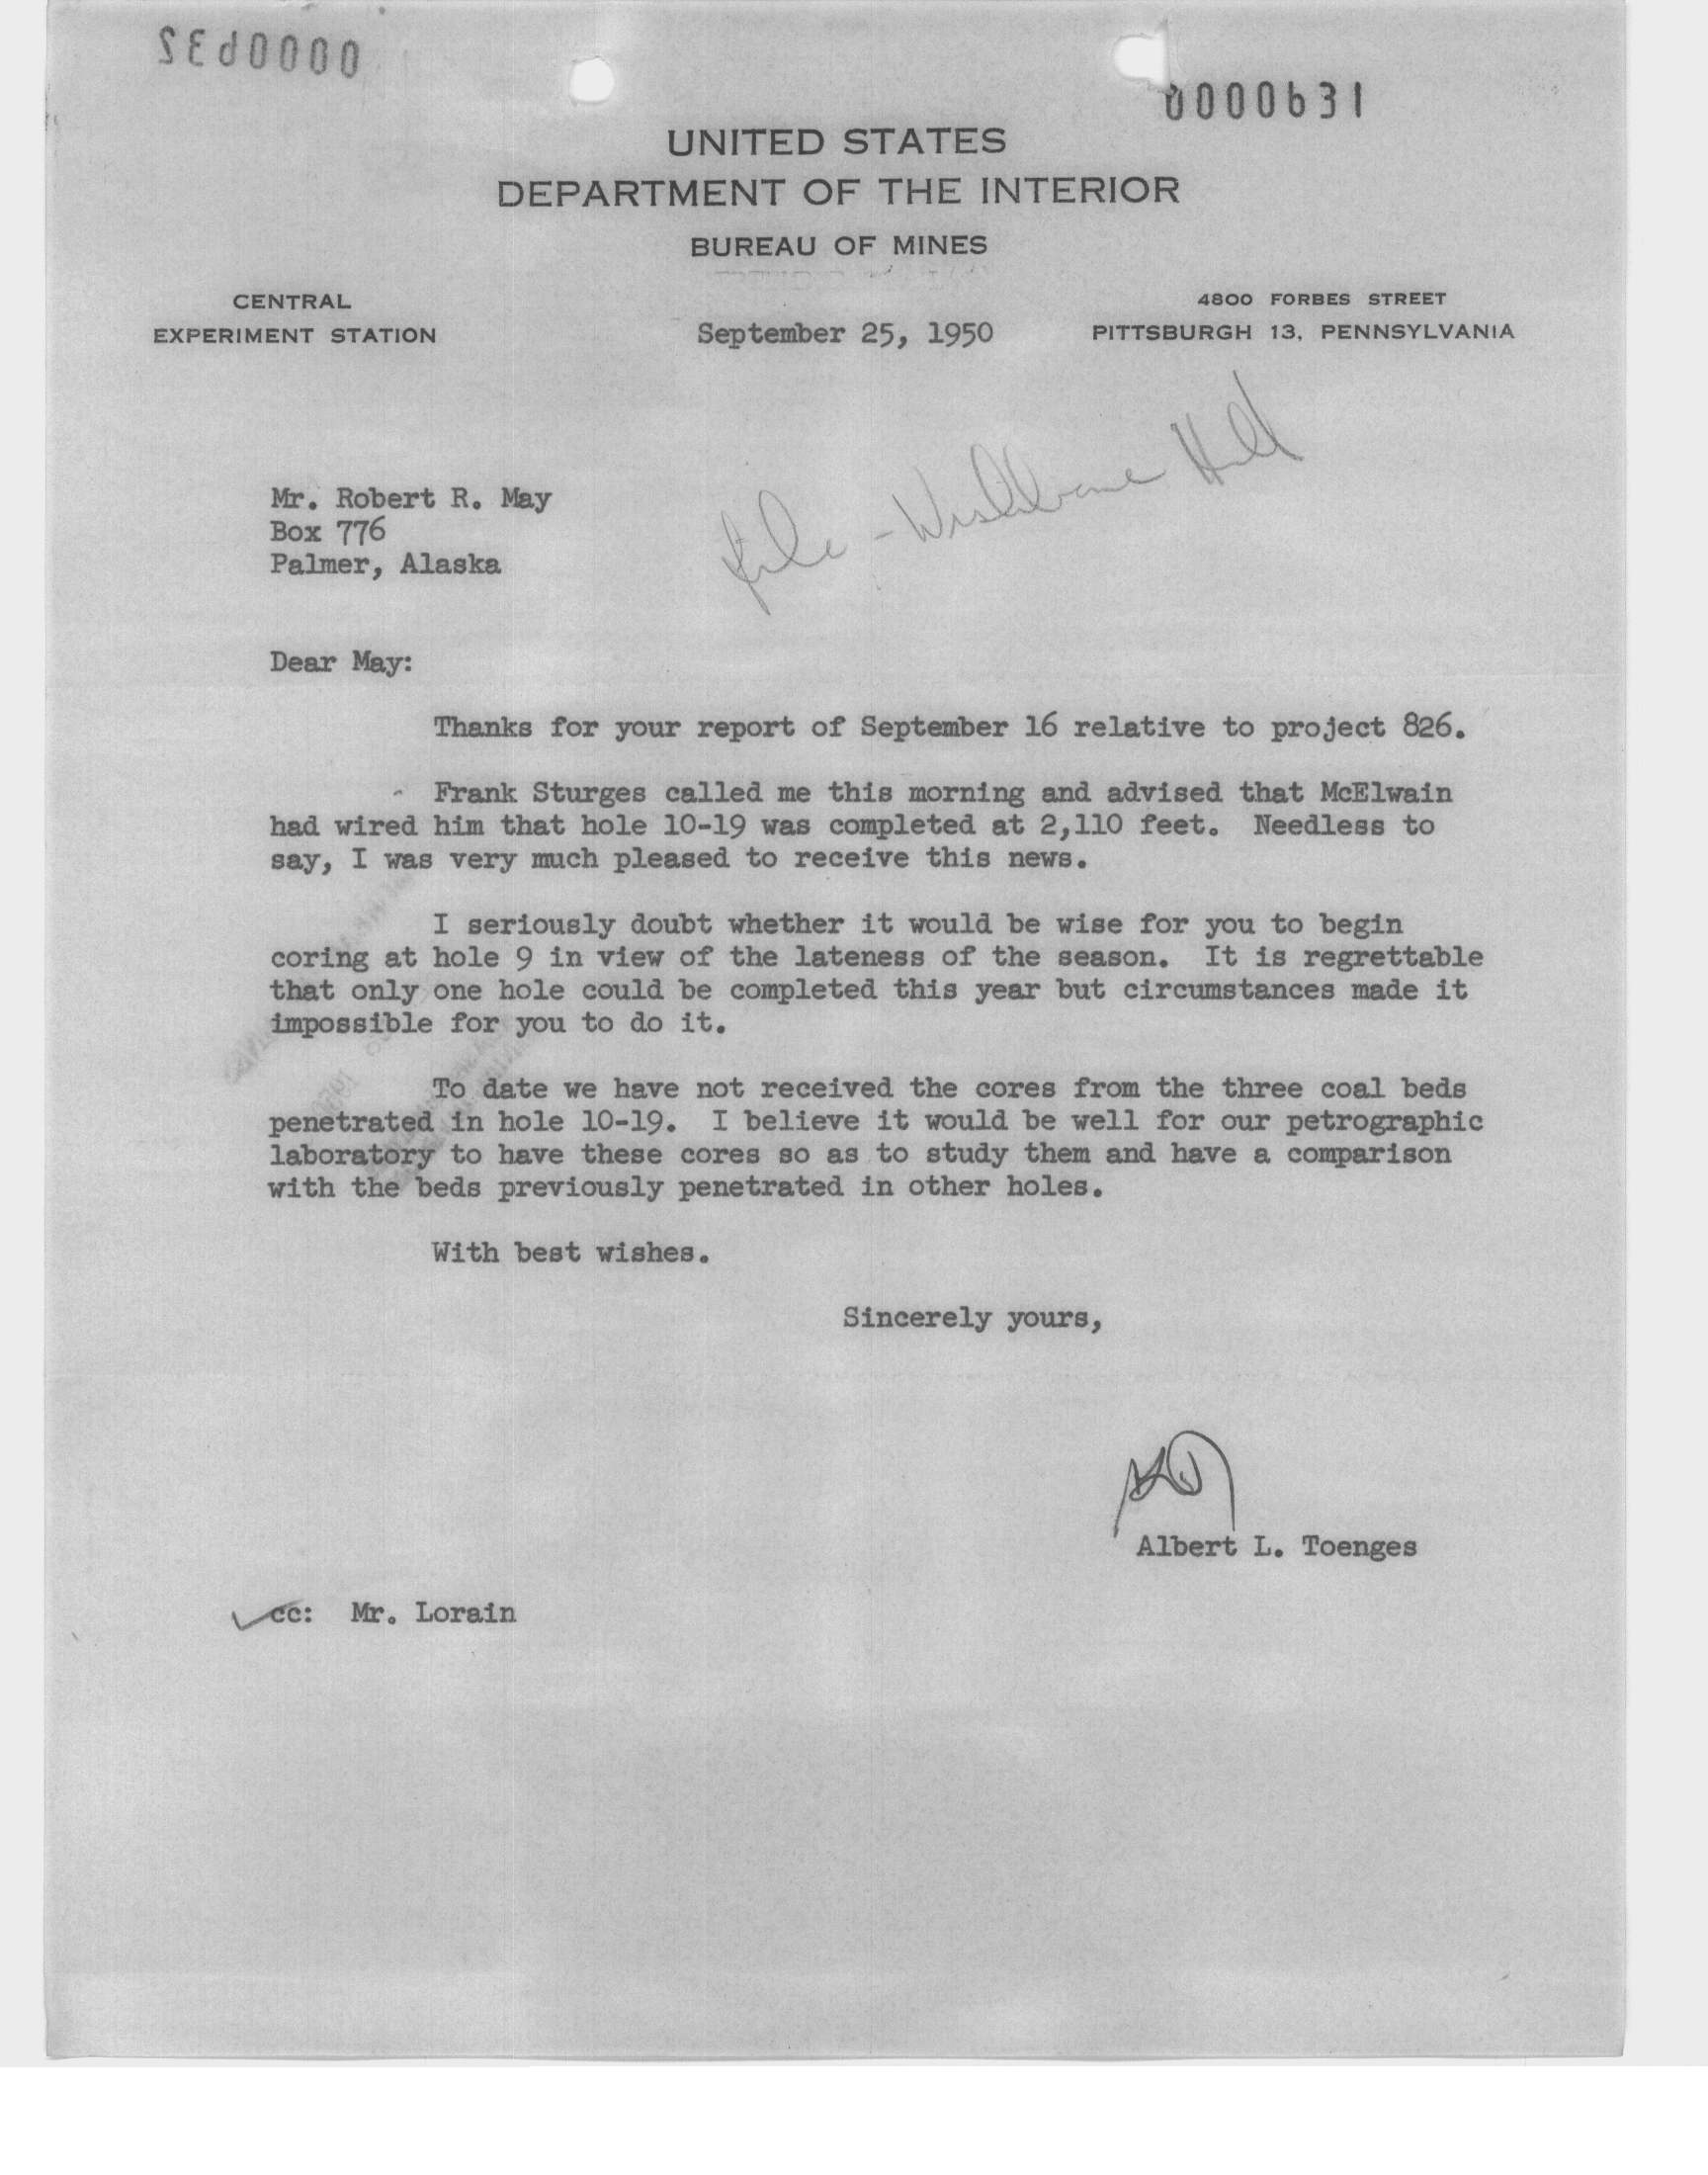 0000631
UNITED STATES
DEPARTMENT OF THE INTERIOR
BUREAU OF MINES
CENTRAL
EXPERIMENT STATION
September 25, 1950
4800 FORBES STREET
PITTSBURGH 13, PENNSYLVANIA
file - Wishbone Hill
Mr. Robert R. May
Box 776
Palmer, Alaska
Dear May:
Thanks for your report of September 16 relative to project 826.
Frank Sturges called me this morning and advised that McElwain
had wired him that hole 10-19 was completed at 2,110 feet. Needless to
say, I was very much pleased to receive this news.
I seriously doubt whether it would be wise for you to begin
coring at hole 9 in view of the lateness of the season. It is regrettable
that only one hole could be completed this year but circumstances made it
impossible for you to do it.
To date we have not received the cores from the three coal beds
penetrated in hole 10-19. I believe it would be well for our petrographic
laboratory to have these cores so as to study them and have a comparison
with the beds previously penetrated in other holes.
With best wishes.
Sincerely yours,
Albert L. Toenges
cc: Mr. Lorain